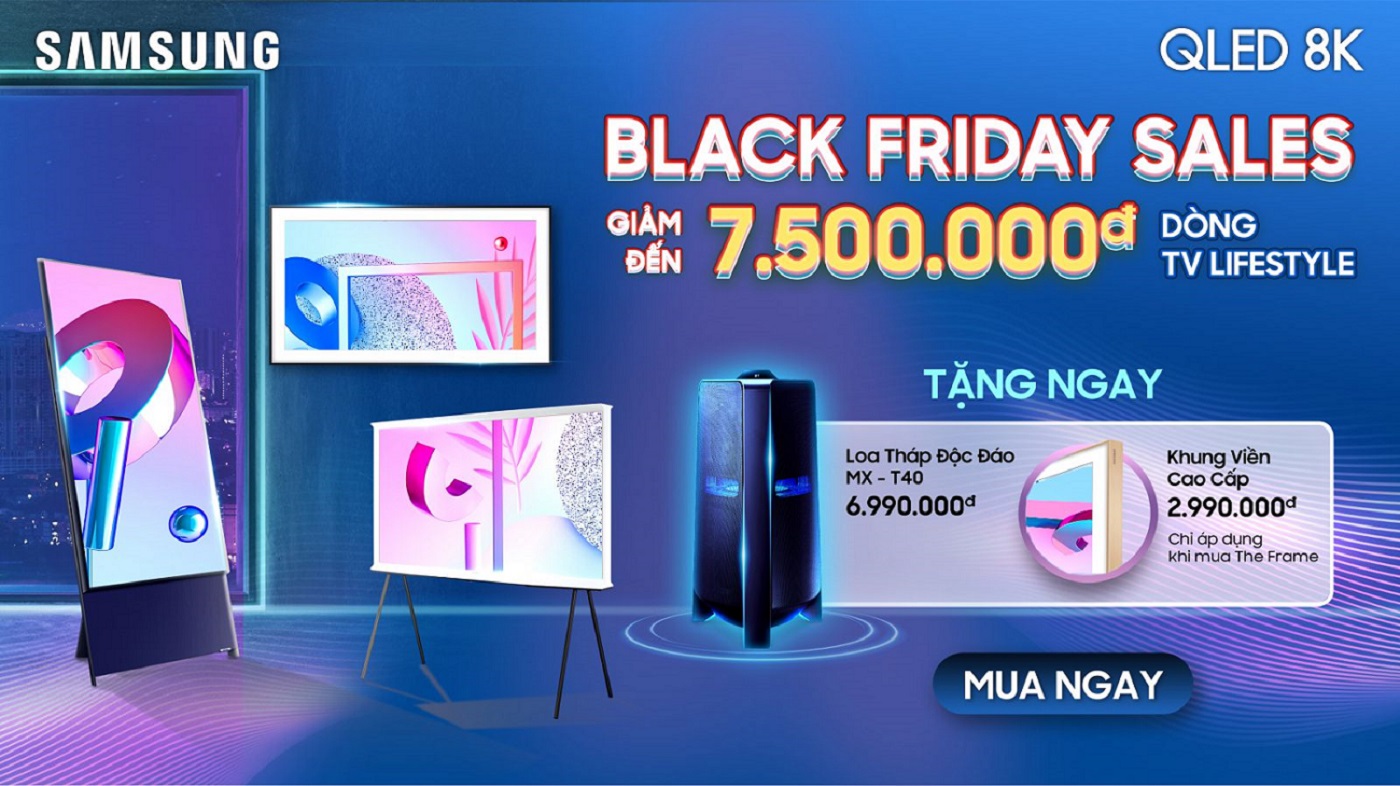 SAMSUNG
QLED 8K
BLACK FRIDAY SALES
GIẢM
ĐẾN
7.500.000đ
DÒNG
TV LIFESTYLE
TẶNG NGAY
Loa Tháp Độc Đáo
MX - T40
6.990.000đ
Khung Viền
Cao Cấp
2.990.000đ
Chỉ áp dụng
khi mua The Frame
MUA NGAY